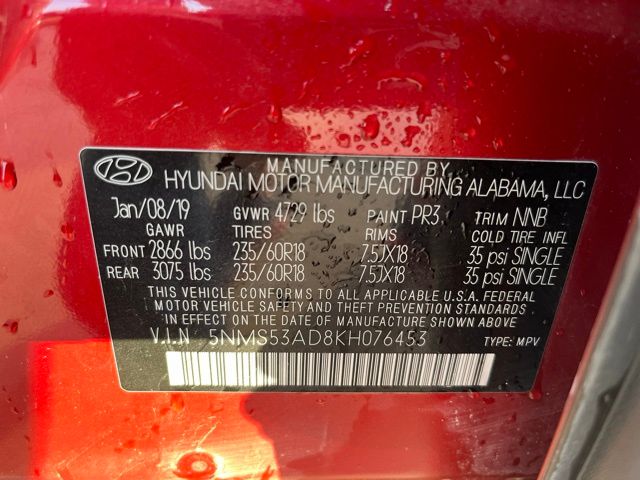 MANUFACTURED BY
HYUNDAI MOTOR MANUFACTURING ALABAMA, LLC
Jan/08/19 GVWR 4729 lbs PAINT PR3 TRIM NNB
GAWR TIRES RIMS COLD TIRE INFL
FRONT 2866 lbs 235/60R18 7.5JX18 35 psi SINGLE
REAR 3075 lbs 235/60R18 7.5JX18 35 psi SINGLE
THIS VEHICLE CONFORMS TO ALL APPLICABLE U.S.A. FEDERAL
MOTOR VEHICLE SAFETY AND THEFT PREVENTION STANDARDS
IN EFFECT ON THE DATE OF MANUFACTURE SHOWN ABOVE.
V.I.N 5NMS53AD8KH076453 TYPE: MPV